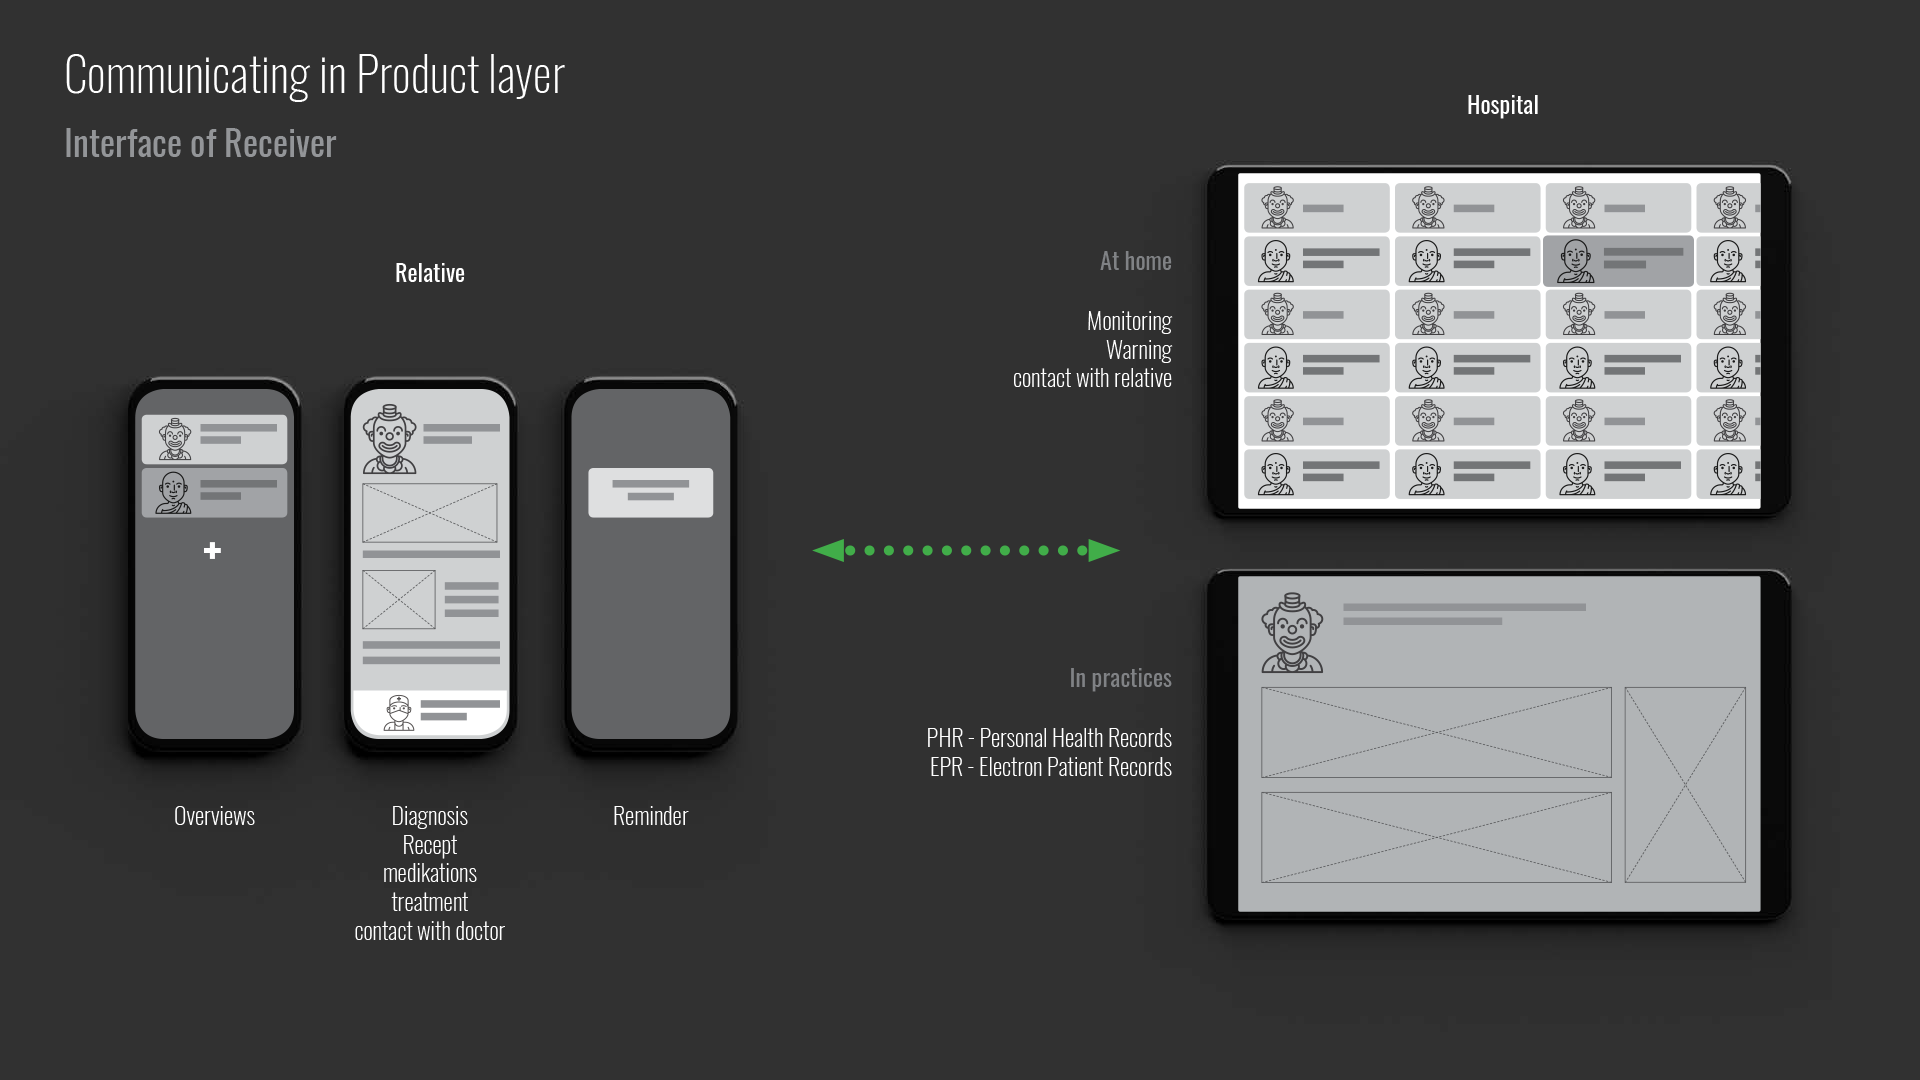 Communicating in Product layer
Interface of Receiver
Relative
Overviews
Diagnosis
Recept
medikations
treatment
contact with doctor
Reminder
Hospital
At home
Monitoring
Warning
contact with relative
In practices
PHR - Personal Health Records
EPR - Electron Patient Records